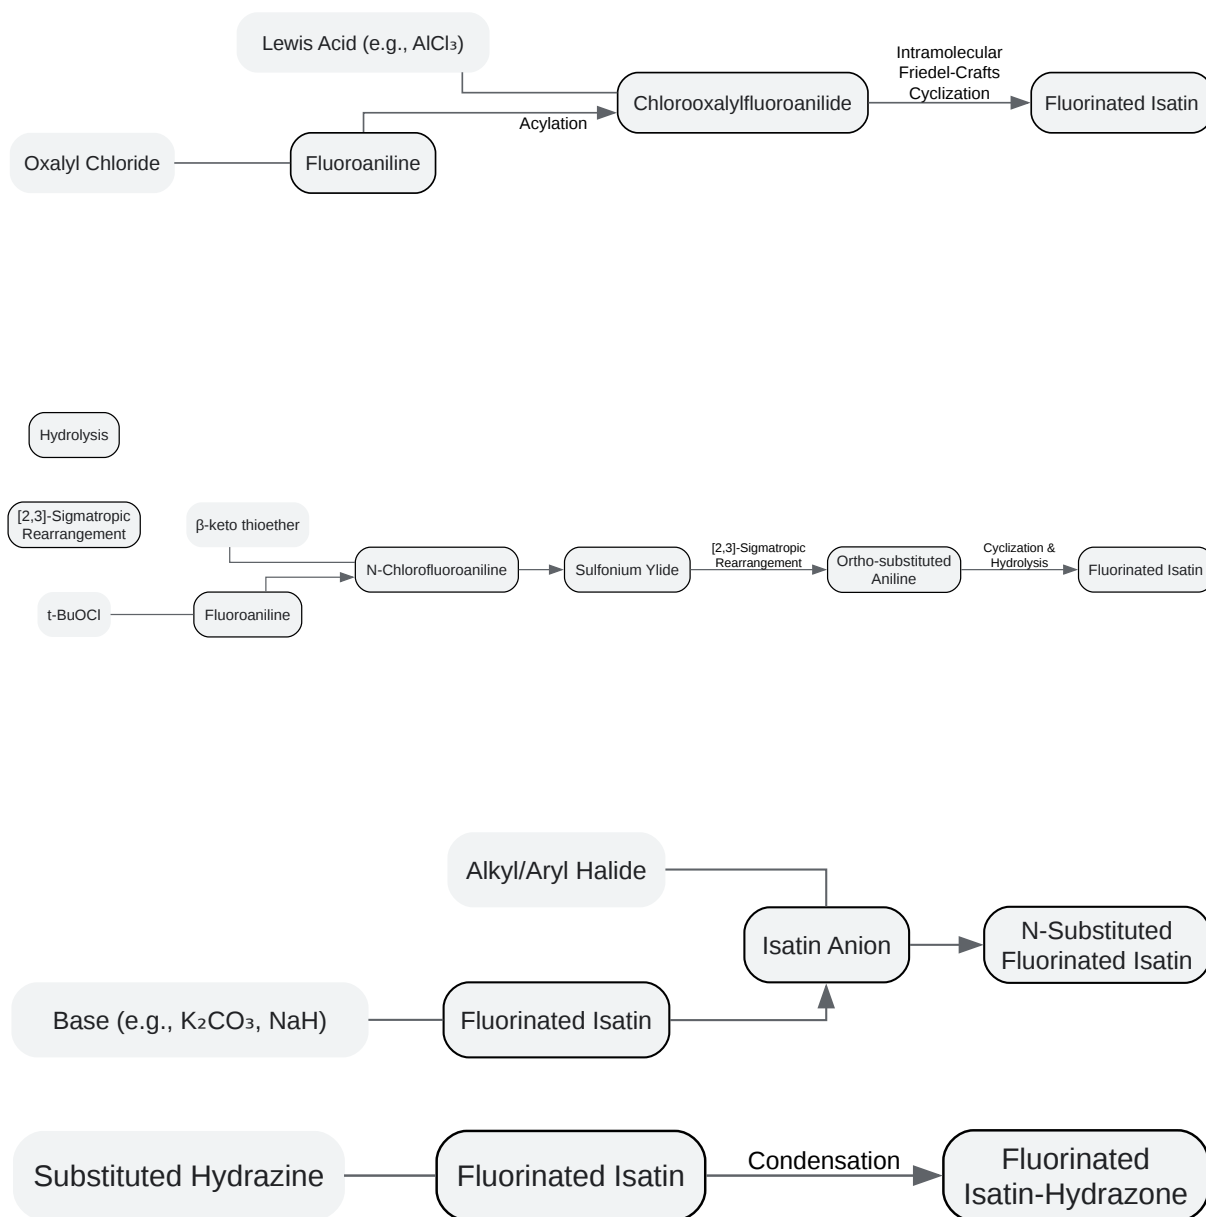 Lewis Acid (e.g., AlCl₃)
Intramolecular
Friedel-Crafts
Cyclization
Chlorooxalylfluoroanilide
Fluorinated Isatin
Acylation
Oxalyl Chloride
Fluoroaniline
Hydrolysis
[2,3]-Sigmatropic
Rearrangement
β-keto thioether
N-Chlorofluoroaniline
Sulfonium Ylide
[2,3]-Sigmatropic
Rearrangement
Ortho-substituted
Aniline
Cyclization &
Hydrolysis
Fluorinated Isatin
t-BuOCl
Fluoroaniline
Alkyl/Aryl Halide
Isatin Anion
N-Substituted
Fluorinated Isatin
Base (e.g., K₂CO₃, NaH)
Fluorinated Isatin
Substituted Hydrazine
Fluorinated Isatin
Condensation
Fluorinated
Isatin-Hydrazone